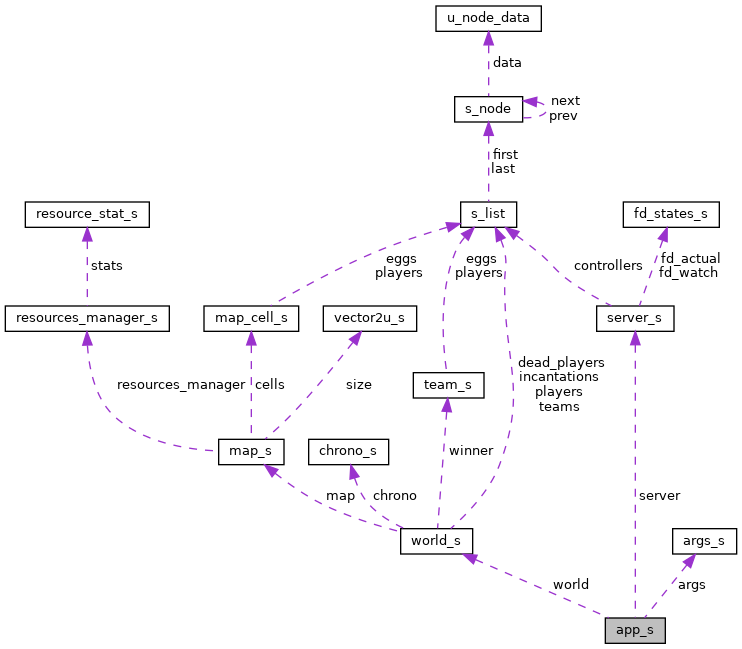 u_node_data
data
s_node
next
prev
first
last
resource_stat_s
s_list
fd_states_s
stats
eggs
players
eggs
players
controllers
fd_actual
fd_watch
resources_manager_s
map_cell_s
vector2u_s
server_s
resources_manager
cells
size
team_s
dead_players
incantations
players
teams
map_s
chrono_s
winner
map
chrono
server
world_s
args_s
world
args
app_s